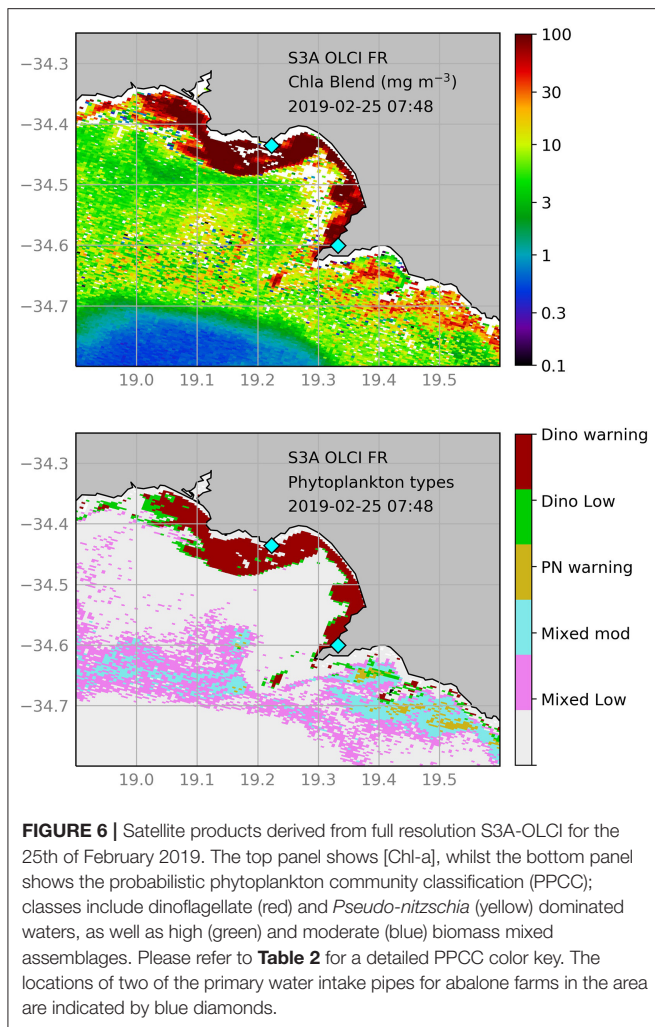 S3A OLCI FR
Chla Blend (mg m⁻³)
2019-02-25 07:48
−34.3
−34.4
−34.5
−34.6
−34.7
19.0 19.1 19.2 19.3 19.4 19.5
100
30
10
3
1
0.3
0.1
S3A OLCI FR
Phytoplankton types
2019-02-25 07:48
−34.3
−34.4
−34.5
−34.6
−34.7
19.0 19.1 19.2 19.3 19.4 19.5
Dino warning
Dino Low
PN warning
Mixed mod
Mixed Low
FIGURE 6 | Satellite products derived from full resolution S3A-OLCI for the
25th of February 2019. The top panel shows [Chl-a], whilst the bottom panel
shows the probabilistic phytoplankton community classification (PPCC);
classes include dinoflagellate (red) and Pseudo-nitzschia (yellow) dominated
waters, as well as high (green) and moderate (blue) biomass mixed
assemblages. Please refer to Table 2 for a detailed PPCC color key. The
locations of two of the primary water intake pipes for abalone farms in the area
are indicated by blue diamonds.